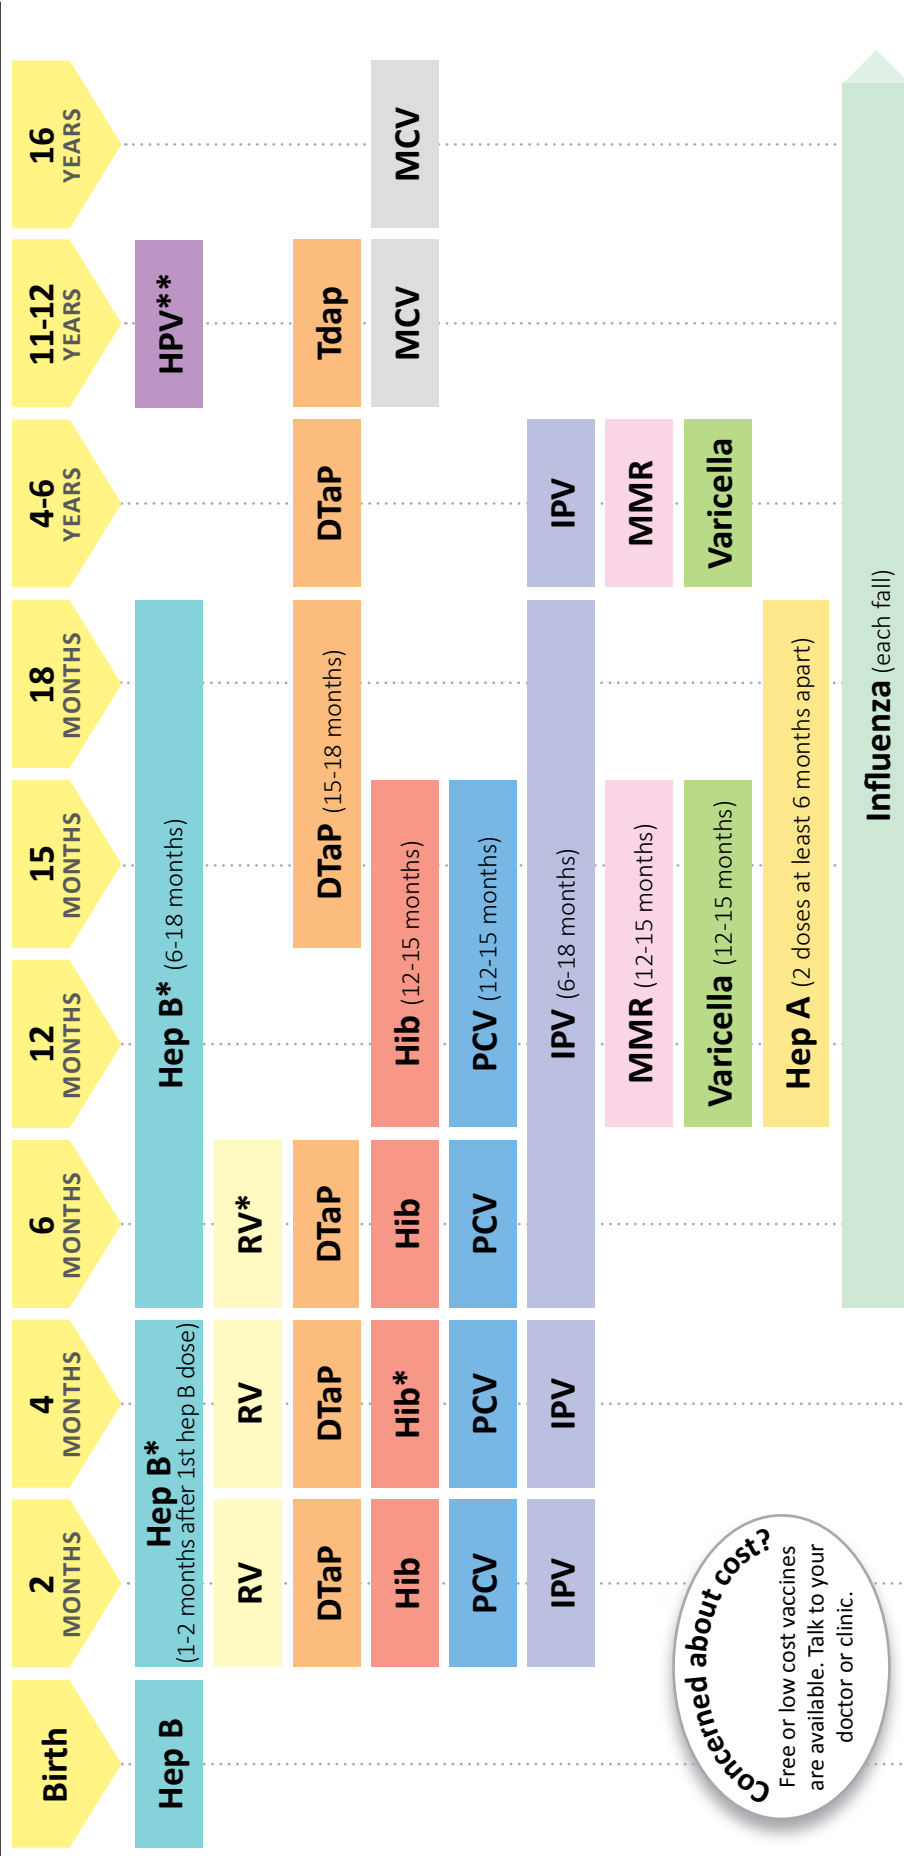 Birth
2
MONTHS
4
MONTHS
6
MONTHS
12
MONTHS
15
MONTHS
18
MONTHS
4-6
YEARS
11-12
YEARS
16
YEARS
Hep B
Hep B*
(1-2 months after 1st hep B dose)
Hep B* (6-18 months)
HPV**
RV
RV
RV*
DTaP
DTaP
DTaP
DTaP (15-18 months)
DTaP
Tdap
Hib
Hib*
Hib
Hib (12-15 months)
MCV
MCV
PCV
PCV
PCV
PCV (12-15 months)
IPV
IPV
IPV (6-18 months)
IPV
MMR (12-15 months)
MMR
Varicella (12-15 months)
Varicella
Hep A (2 doses at least 6 months apart)
Influenza (each fall)
Concerned about cost?
Free or low cost vaccines
are available. Talk to your
doctor or clinic.